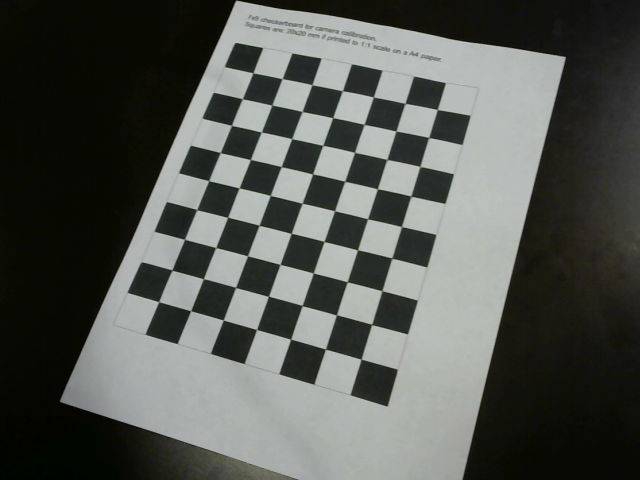 7x9 checkerboard for camera calibration.
Squares are: 20x20 mm if printed to 1:1 scale on a A4 paper.